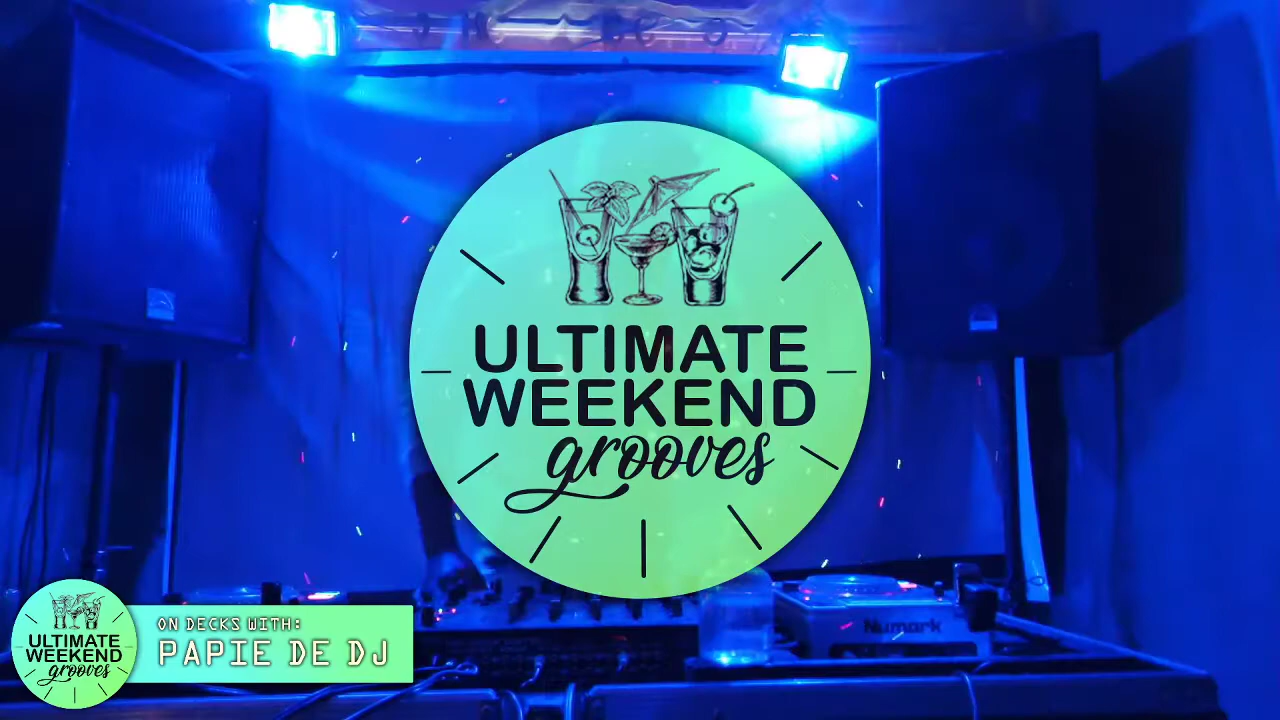 ULTIMATE
WEEKEND
grooves
Numark
ULTIMATE
WEEKEND
grooves
ON DECKS WITH:
PAPIE DE DJ